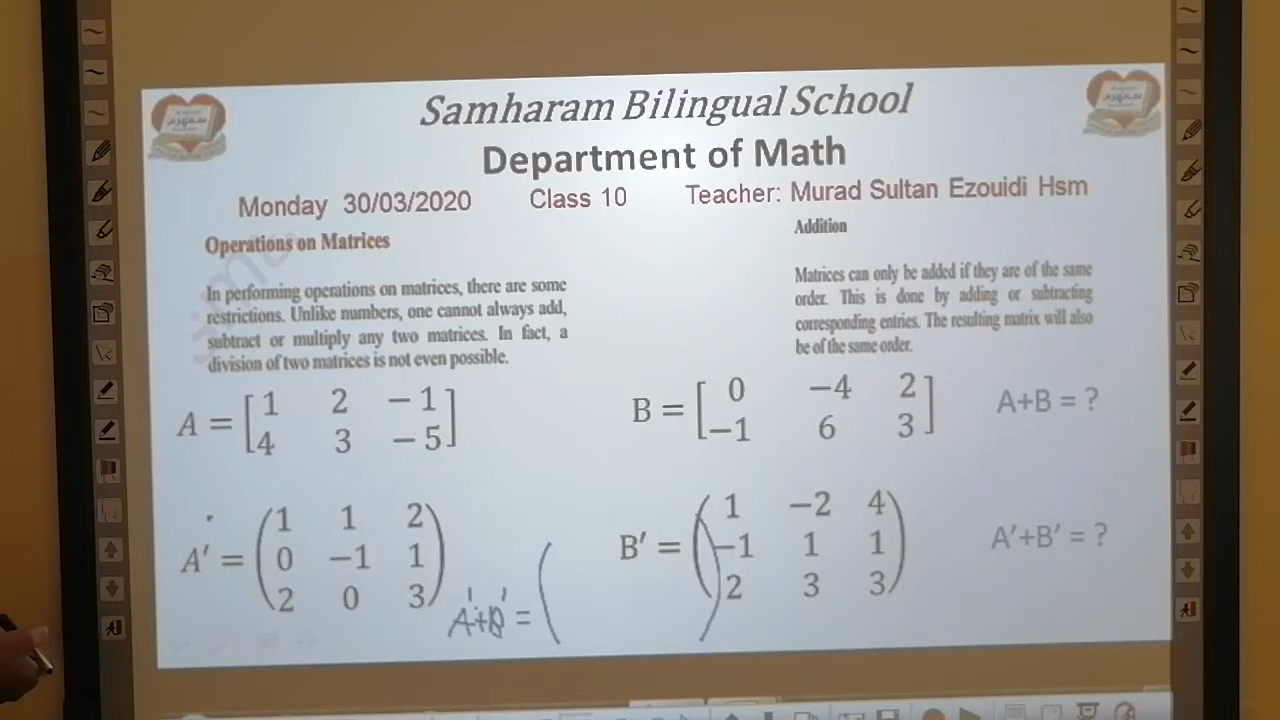 Samharam Bilingual School
Department of Math
Monday 30/03/2020 Class 10 Teacher: Murad Sultan Ezouidi Hsm
Operations on Matrices
In performing operations on matrices, there are some
restrictions. Unlike numbers, one cannot always add,
subtract or multiply any two matrices. In fact, a
division of two matrices is not even possible.
Addition
Matrices can only be added if they are of the same
order. This is done by adding or subtracting
corresponding entries. The resulting matrix will also
be of the same order.
A = [1 2 −1
4 3 −5]
B = [0 −4 2
−1 6 3]
A+B = ?
A′ = (1 1 2
0 −1 1
2 0 3)
B′ = (1 −2 4
−1 1 1
2 3 3)
A′+B′ = ?
A'+B' = ( )